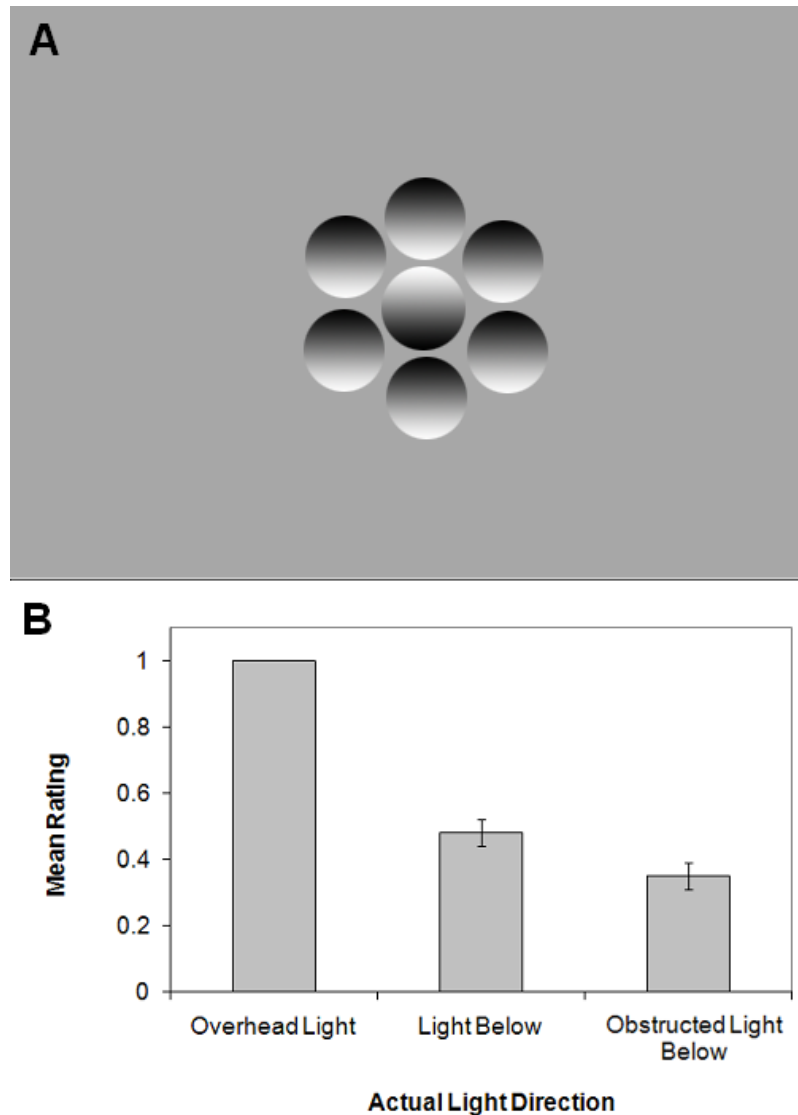 A
B
Mean Rating
1
0.8
0.6
0.4
0.2
0
Overhead Light
Light Below
Obstructed Light
Below
Actual Light Direction